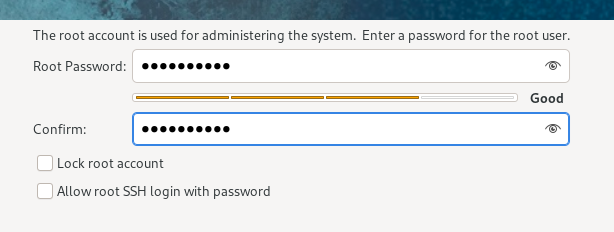 The root account is used for administering the system.  Enter a password for the root user.
Root Password: ●●●●●●●●●●
Good
Confirm: ●●●●●●●●●●
Lock root account
Allow root SSH login with password